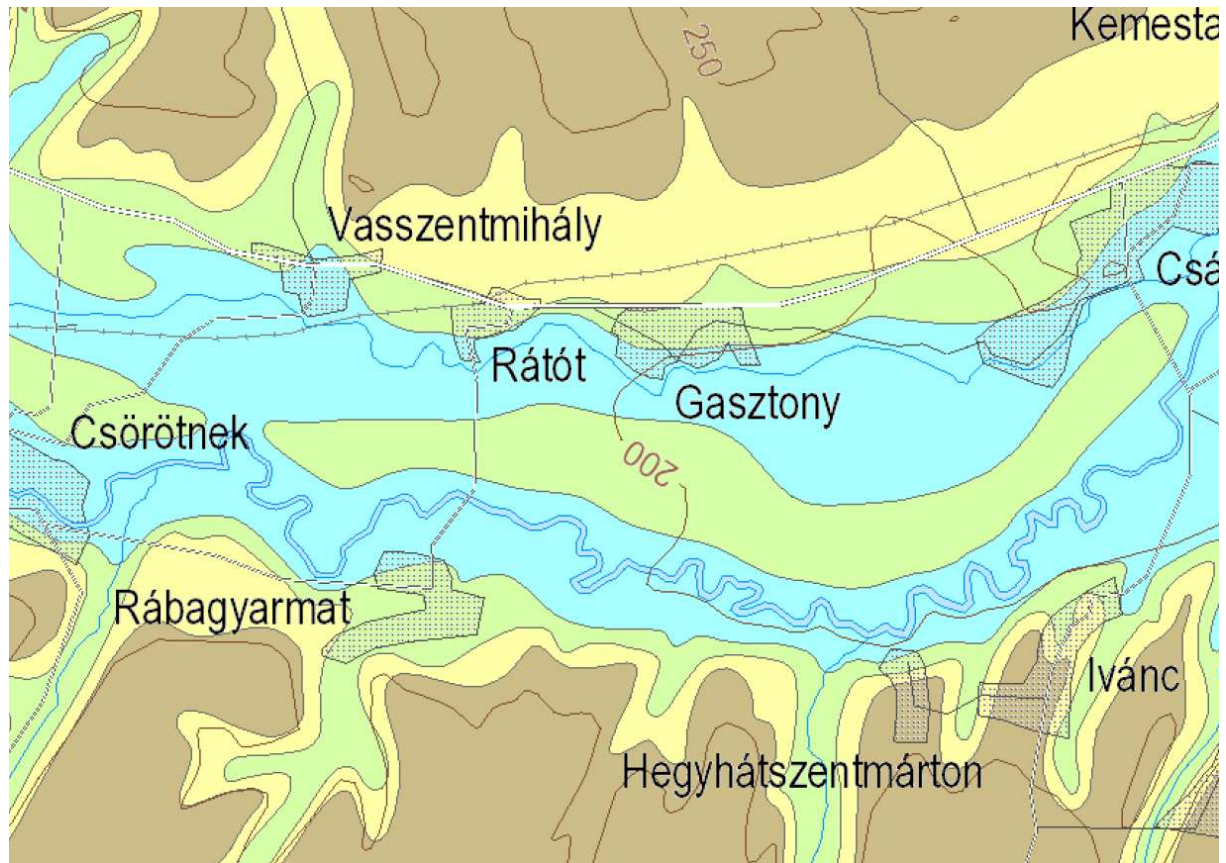 Kemesta
250
Vasszentmihály
Csá
Rátót
Gasztony
Csörötnek
200
Rábagyarmat
Ivánc
Hegyhátszentmárton